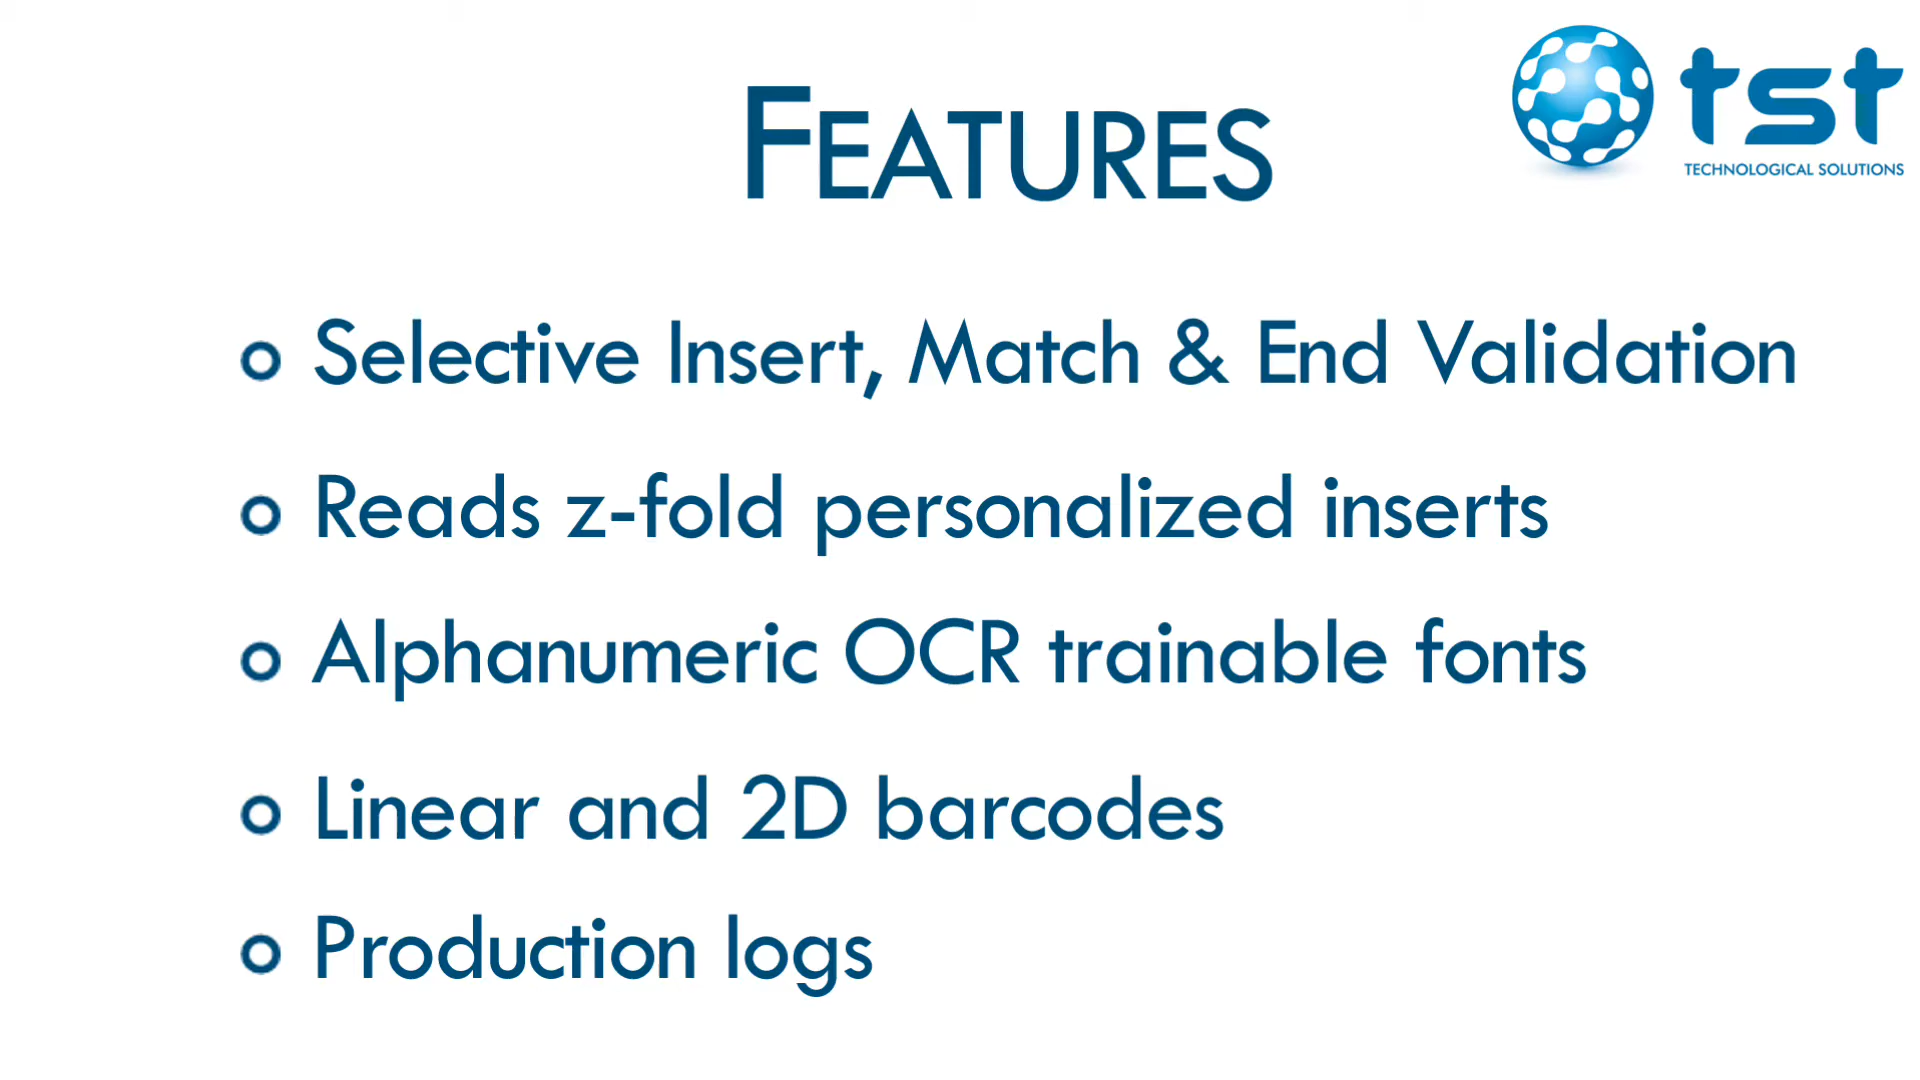 tst
TECHNOLOGICAL SOLUTIONS
FEATURES
Selective Insert, Match & End Validation
Reads z-fold personalized inserts
Alphanumeric OCR trainable fonts
Linear and 2D barcodes
Production logs